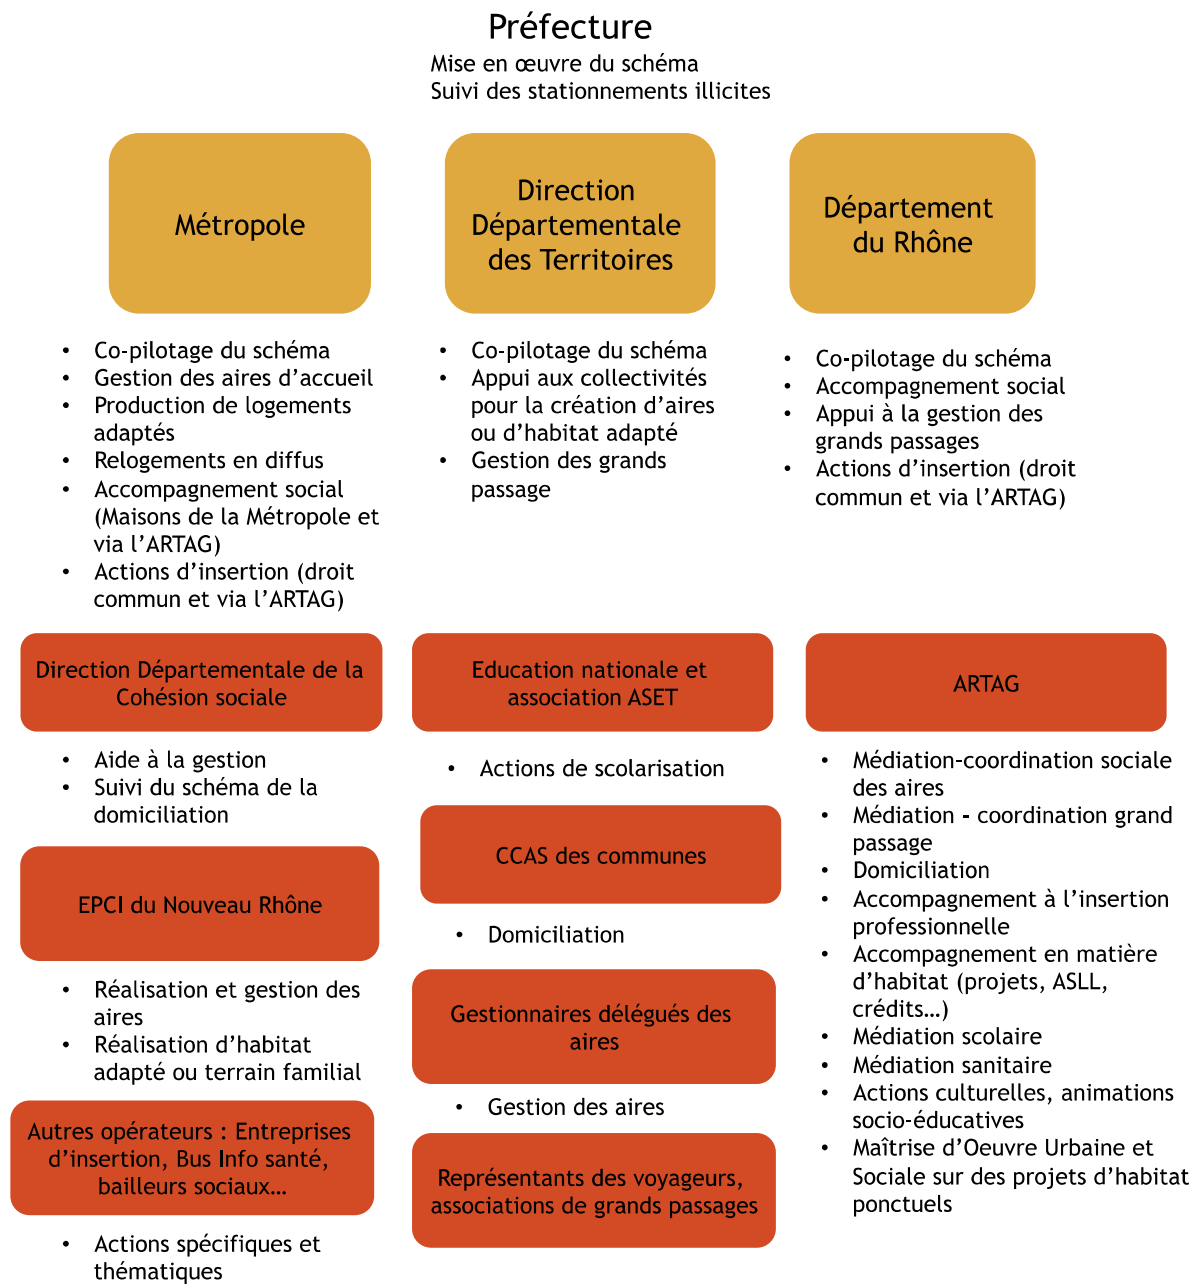 Préfecture
Mise en œuvre du schéma
Suivi des stationnements illicites
Métropole
• Co-pilotage du schéma
• Gestion des aires d’accueil
• Production de logements
adaptés
• Relogements en diffus
• Accompagnement social
(Maisons de la Métropole et
via l’ARTAG)
• Actions d’insertion (droit
commun et via l’ARTAG)
Direction
Départementale
des Territoires
• Co-pilotage du schéma
• Appui aux collectivités
pour la création d’aires
ou d’habitat adapté
• Gestion des grands
passage
Département
du Rhône
• Co-pilotage du schéma
• Accompagnement social
• Appui à la gestion des
grands passages
• Actions d’insertion (droit
commun et via l’ARTAG)
Direction Départementale de la
Cohésion sociale
• Aide à la gestion
• Suivi du schéma de la
domiciliation
EPCI du Nouveau Rhône
• Réalisation et gestion des
aires
• Réalisation d’habitat
adapté ou terrain familial
Autres opérateurs : Entreprises
d’insertion, Bus Info santé,
bailleurs sociaux…
• Actions spécifiques et
thématiques
Education nationale et
association ASET
• Actions de scolarisation
CCAS des communes
• Domiciliation
Gestionnaires délégués des
aires
• Gestion des aires
Représentants des voyageurs,
associations de grands passages
ARTAG
• Médiation-coordination sociale
des aires
• Médiation - coordination grand
passage
• Domiciliation
• Accompagnement à l’insertion
professionnelle
• Accompagnement en matière
d’habitat (projets, ASLL,
crédits…)
• Médiation scolaire
• Médiation sanitaire
• Actions culturelles, animations
socio-éducatives
• Maîtrise d’Oeuvre Urbaine et
Sociale sur des projets d’habitat
ponctuels